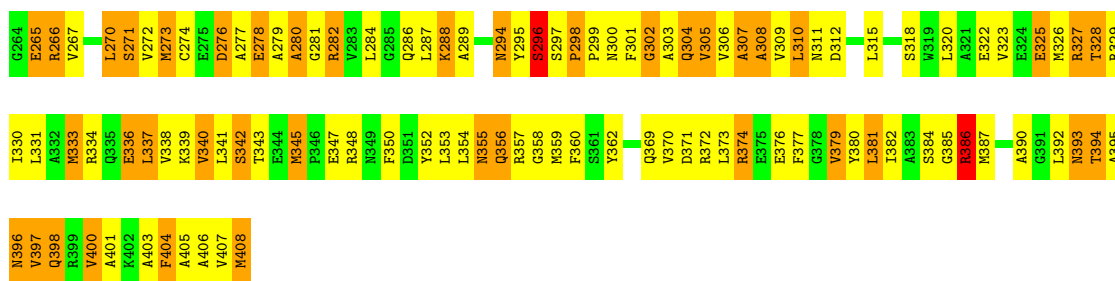 G264 E265 R266 V267 L270 S271 V272 M273 C274 E275 D276 A277 E278 A279 A280 G281 R282 V283 L284 G285 Q286 L287 K288 A289 N294 Y295 S296 S297 P298 P299 N300 F301 G302 A303 Q304 V305 V306 A307 A308 V309 L310 N311 D312 L315 S318 W319 L320 A321 E322 V323 E324 E325 M326 R327 T328
I330 L331 A332 M333 R334 Q335 E336 L337 V338 K339 V340 L341 S342 T343 E344 M345 P346 E347 R348 N349 F350 D351 Y352 L353 L354 N355 Q356 R357 G358 M359 F360 S361 Y362 Q369 V370 D371 R372 L373 R374 E375 E376 F377 G378 V379 Y380 L381 I382 A383 S384 G385 R386 M387 A390 G391 L392 N393 T394 A395
N396 V397 Q398 R399 V400 A401 K402 A403 F404 A405 A406 V407 M408